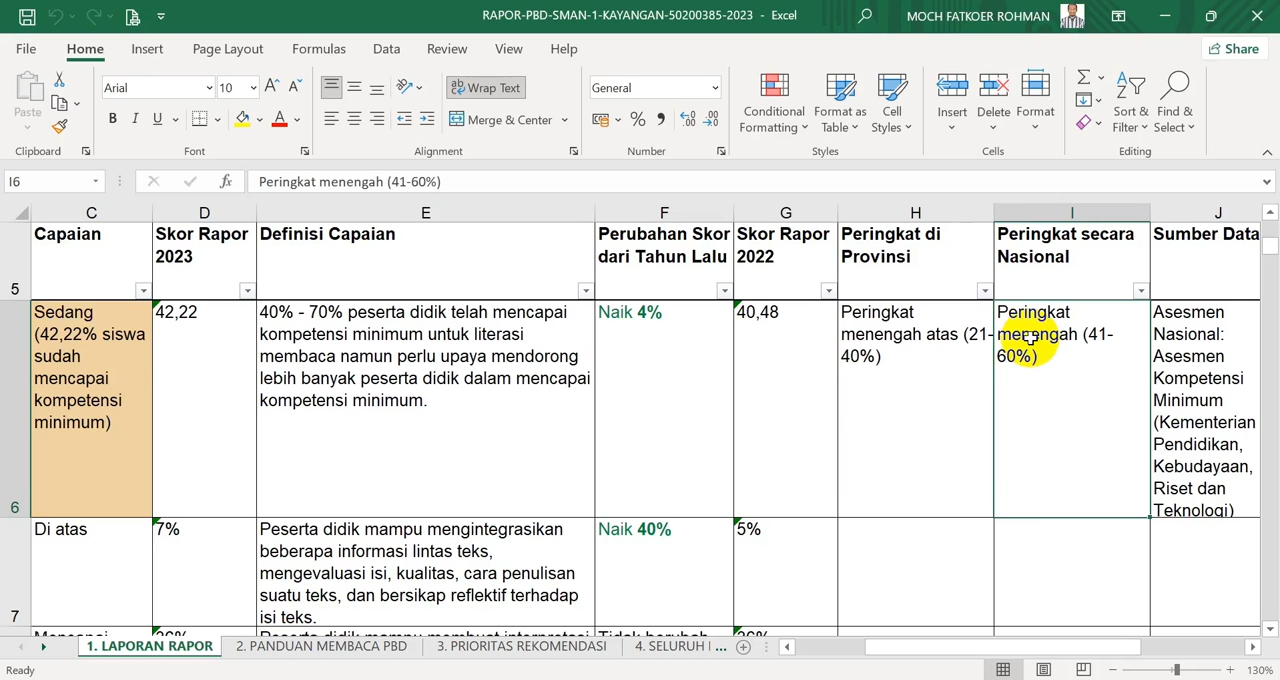 RAPOR-PBD-SMAN-1-KAYANGAN-50200385-2023 - Excel
MOCH FATKOER ROHMAN
File Home Insert Page Layout Formulas Data Review View Help
Share
Paste
Clipboard
Arial 10
B I U
Font
Wrap Text
Merge & Center
Alignment
General
Number
Conditional Formatting
Format as Table
Cell Styles
Styles
Insert
Delete
Format
Cells
Sort & Filter
Find & Select
Editing
I6
fx
Peringkat menengah (41-60%)
C D E F G H I J
5
Capaian
Skor Rapor
2023
Definisi Capaian
Perubahan Skor
dari Tahun Lalu
Skor Rapor
2022
Peringkat di
Provinsi
Peringkat secara
Nasional
Sumber Data
6
Sedang
(42,22% siswa
sudah
mencapai
kompetensi
minimum)
42,22
40% - 70% peserta didik telah mencapai
kompetensi minimum untuk literasi
membaca namun perlu upaya mendorong
lebih banyak peserta didik dalam mencapai
kompetensi minimum.
Naik 4%
40,48
Peringkat
menengah atas (21-
40%)
Peringkat
menengah (41-
60%)
Asesmen
Nasional:
Asesmen
Kompetensi
Minimum
(Kementerian
Pendidikan,
Kebudayaan,
Riset dan
Teknologi)
7
Di atas
7%
Peserta didik mampu mengintegrasikan
beberapa informasi lintas teks,
mengevaluasi isi, kualitas, cara penulisan
suatu teks, dan bersikap reflektif terhadap
isi teks.
Naik 40%
5%
1. LAPORAN RAPOR
2. PANDUAN MEMBACA PBD
3. PRIORITAS REKOMENDASI
4. SELURUH
...
Ready
130%